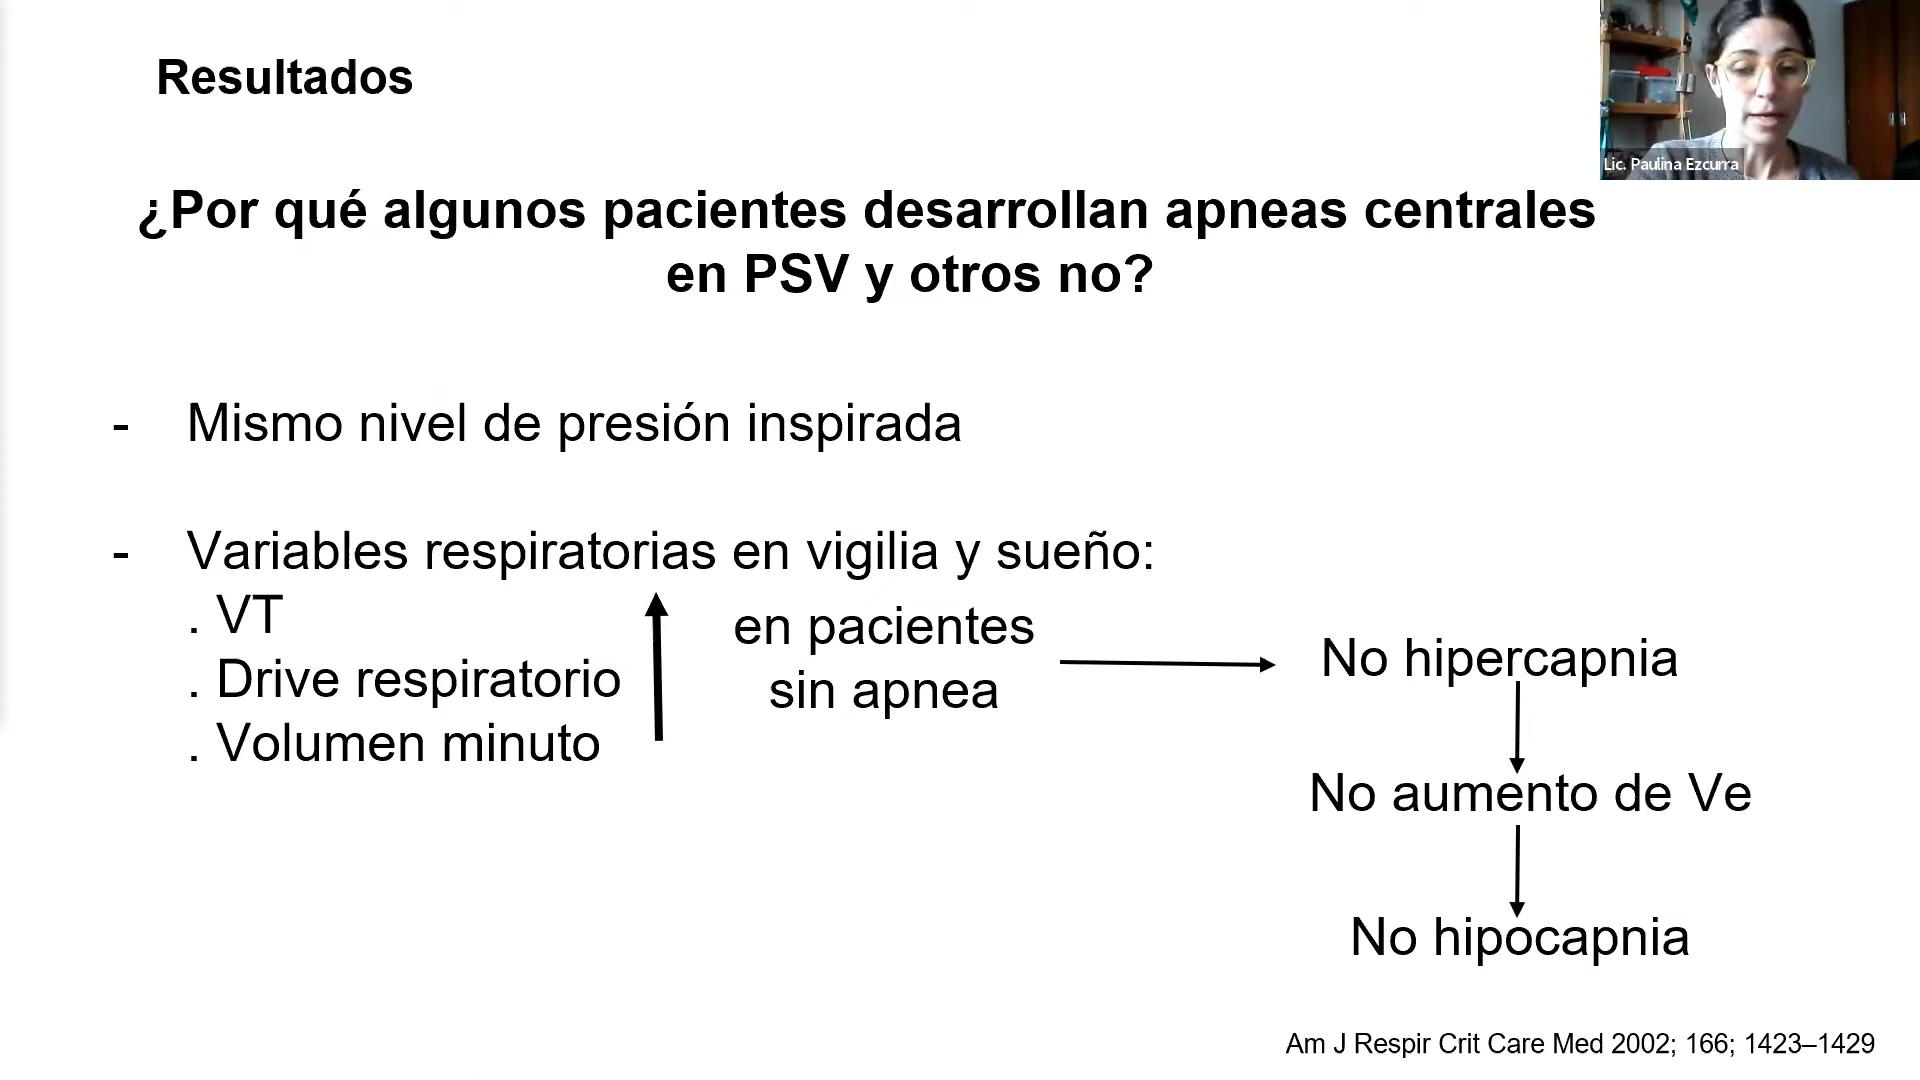 Resultados
Lic. Paulina Ezcurra
¿Por qué algunos pacientes desarrollan apneas centrales
en PSV y otros no?
- Mismo nivel de presión inspirada
- Variables respiratorias en vigilia y sueño:
. VT
. Drive respiratorio
. Volumen minuto
en pacientes
sin apnea
No hipercapnia
No aumento de Ve
No hipocapnia
Am J Respir Crit Care Med 2002; 166; 1423–1429